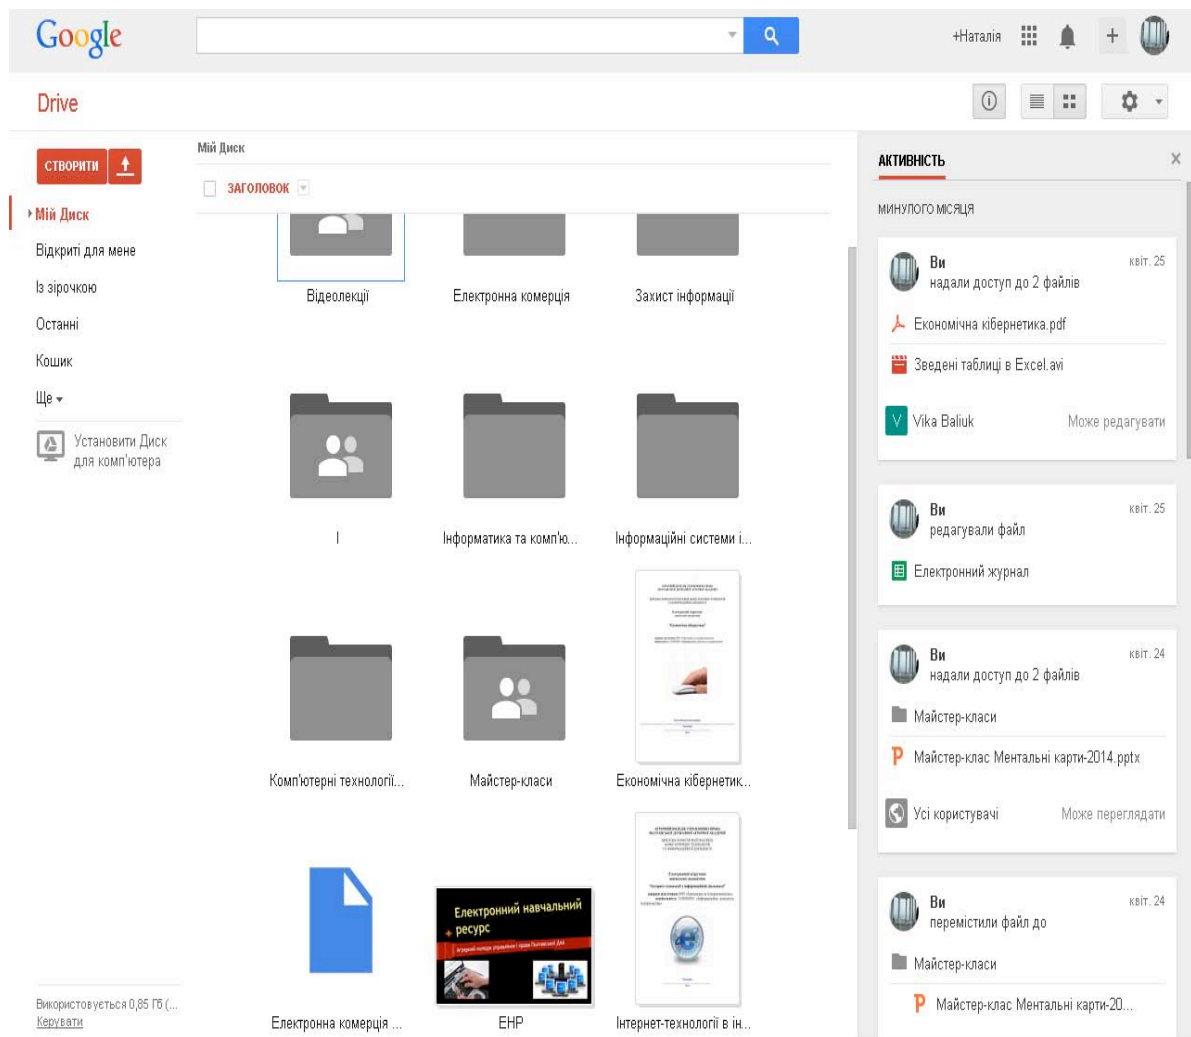 Google
+Наталія
Drive
СТВОРИТИ
Мій Диск
Відкриті для мене
Із зірочкою
Останні
Кошик
Ще
Установити Диск
для комп'ютера
Використовується 0,85 Гб (...
Керувати
Мій Диск
ЗАГОЛОВОК
Відеолекції
Електронна комерція
Захист інформації
І
Інформатика та комп'ю...
Інформаційні системи і...
Комп'ютерні технології...
Майстер-класи
Економічна кібернетик...
Електронний навчальний
ресурс
Електронна комерція ...
ЕНР
Інтернет-технології в ін...
АКТИВНІСТЬ
МИНУЛОГО МІСЯЦЯ
Ви
квіт. 25
надали доступ до 2 файлів
Економічна кібернетика.pdf
Зведені таблиці в Excel.avi
V
Vika Baliuk
Може редагувати
Ви
квіт. 25
редагували файл
Електронний журнал
Ви
квіт. 24
надали доступ до 2 файлів
Майстер-класи
P
Майстер-клас Ментальні карти-2014.pptx
Усі користувачі
Може переглядати
Ви
квіт. 24
перемістили файл до
Майстер-класи
P
Майстер-клас Ментальні карти-20...